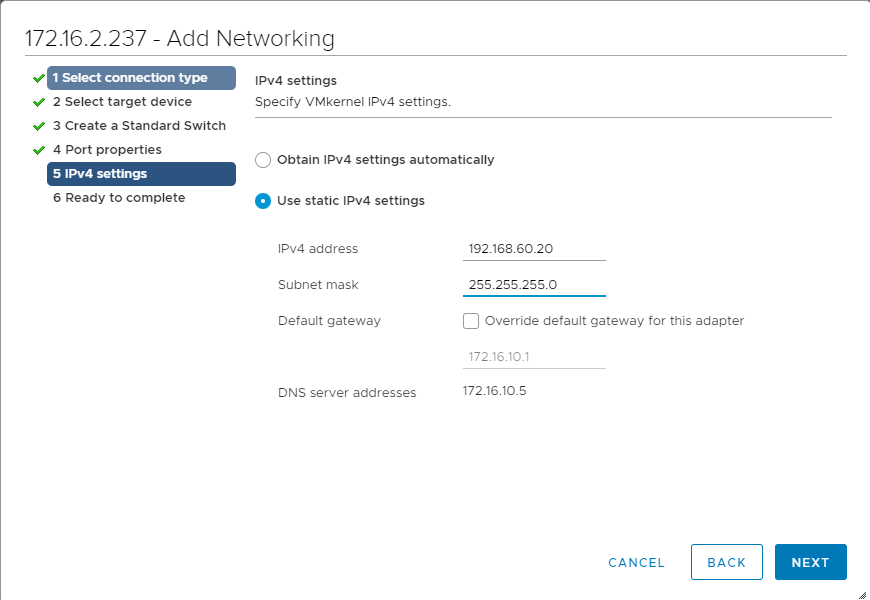 172.16.2.237 - Add Networking
1 Select connection type
2 Select target device
3 Create a Standard Switch
4 Port properties
5 IPv4 settings
6 Ready to complete
IPv4 settings
Specify VMkernel IPv4 settings.
Obtain IPv4 settings automatically
Use static IPv4 settings
IPv4 address 192.168.60.20
Subnet mask 255.255.255.0
Default gateway Override default gateway for this adapter
172.16.10.1
DNS server addresses 172.16.10.5
CANCEL BACK NEXT